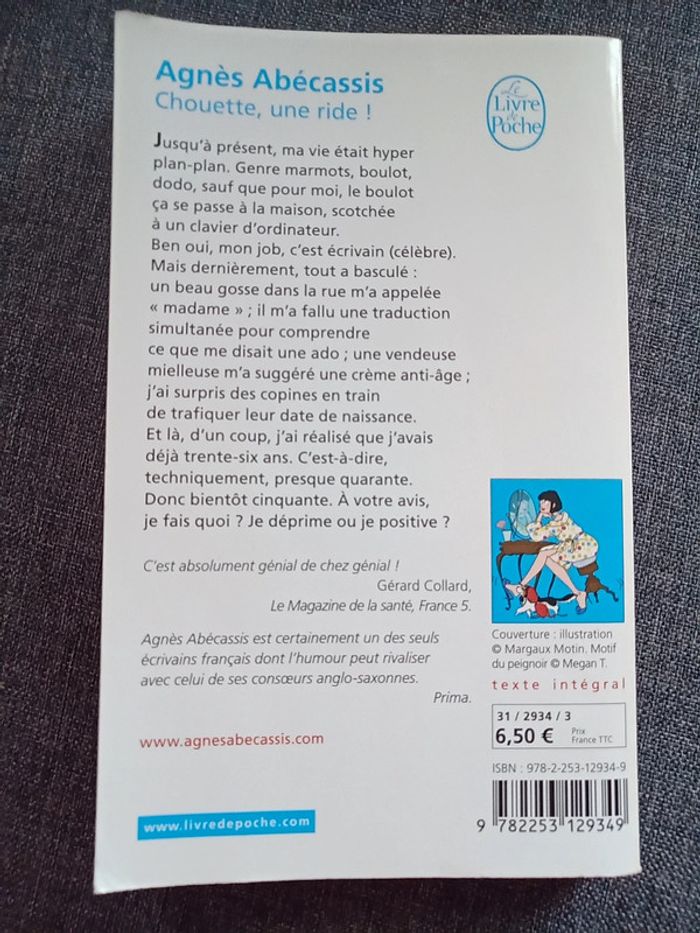 Agnès Abécassis
Chouette, une ride !
Le
Livre
de
Poche
Jusqu'à présent, ma vie était hyper
plan-plan. Genre marmots, boulot,
dodo, sauf que pour moi, le boulot
ça se passe à la maison, scotchée
à un clavier d'ordinateur.
Ben oui, mon job, c'est écrivain (célèbre).
Mais dernièrement, tout a basculé :
un beau gosse dans la rue m'a appelée
« madame » ; il m'a fallu une traduction
simultanée pour comprendre
ce que me disait une ado ; une vendeuse
mielleuse m'a suggéré une crème anti-âge ;
j'ai surpris des copines en train
de trafiquer leur date de naissance.
Et là, d'un coup, j'ai réalisé que j'avais
déjà trente-six ans. C'est-à-dire,
techniquement, presque quarante.
Donc bientôt cinquante. À votre avis,
je fais quoi ? Je déprime ou je positive ?
C'est absolument génial de chez génial !
Gérard Collard,
Le Magazine de la santé, France 5.
Agnès Abécassis est certainement un des seuls
écrivains français dont l'humour peut rivaliser
avec celui de ses consœurs anglo-saxonnes.
Prima.
www.agnesabecassis.com
www.livredepoche.com
Couverture : illustration
© Margaux Motin. Motif
du peignoir © Megan T.
texte intégral
31 / 2934 / 3
6,50 € Prix
France TTC
ISBN : 978-2-253-12934-9
9 782253 129349